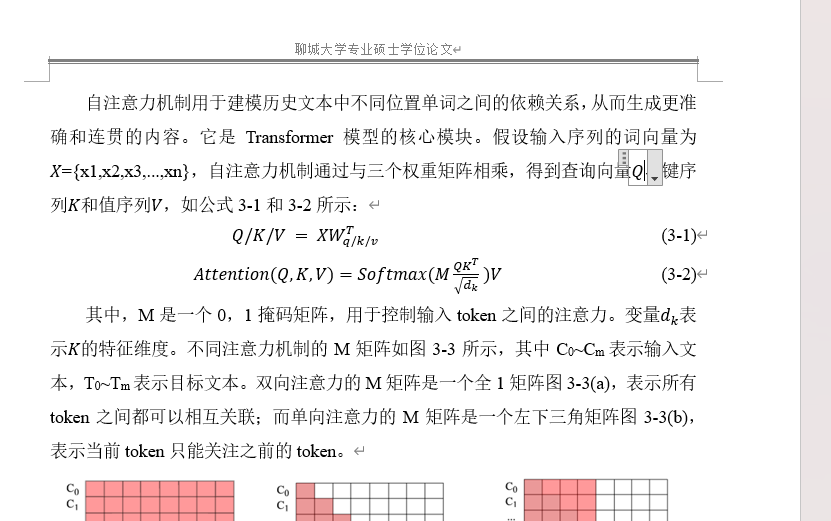 聊城大学专业硕士学位论文
自注意力机制用于建模历史文本中不同位置单词之间的依赖关系，从而生成更准
确和连贯的内容。它是 Transformer 模型的核心模块。假设输入序列的词向量为
X={x1,x2,x3,...,xn}，自注意力机制通过与三个权重矩阵相乘，得到查询向量Q、键序
列K和值序列V，如公式 3-1 和 3-2 所示：
Q/K/V = XW^T_{q/k/v} (3-1)
Attention(Q,K,V) = Softmax(M QK^T/√d_k)V (3-2)
其中，M 是一个 0，1 掩码矩阵，用于控制输入 token 之间的注意力。变量d_k表
示K的特征维度。不同注意力机制的 M 矩阵如图 3-3 所示，其中 C₀~Cₘ表示输入文
本，T₀~Tₘ表示目标文本。双向注意力的 M 矩阵是一个全 1 矩阵图 3-3(a)，表示所有
token 之间都可以相互关联；而单向注意力的 M 矩阵是一个左下三角矩阵图 3-3(b)，
表示当前 token 只能关注之前的 token。
C₀ C₀ C₀
C₁ C₁ C₁
...